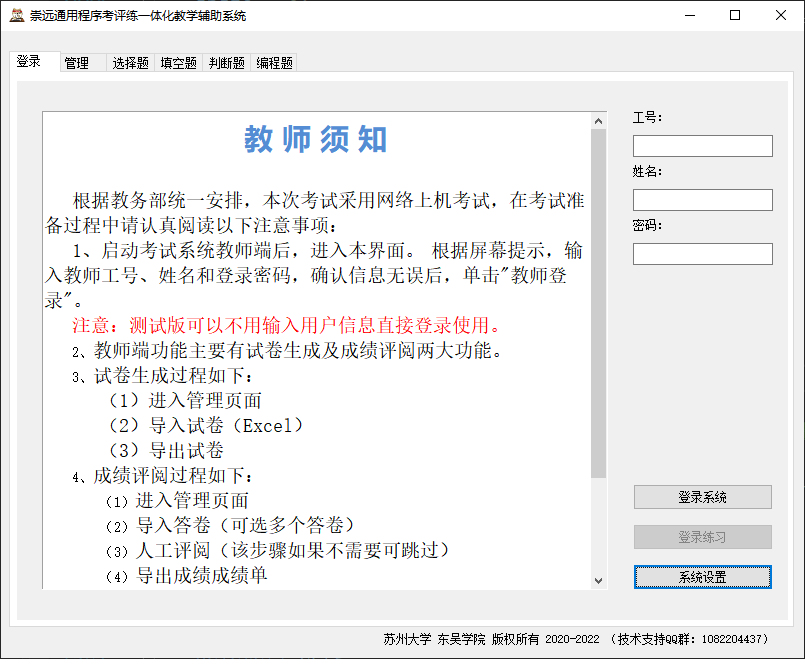 崇远通用程序考评练一体化教学辅助系统
登录 管理 选择题 填空题 判断题 编程题
教师须知
根据教务部统一安排，本次考试采用网络上机考试，在考试准
备过程中请认真阅读以下注意事项：
1、启动考试系统教师端后，进入本界面。 根据屏幕提示，输
入教师工号、姓名和登录密码，确认信息无误后，单击"教师登
录"。
注意：测试版可以不用输入用户信息直接登录使用。
2、教师端功能主要有试卷生成及成绩评阅两大功能。
3、试卷生成过程如下：
（1）进入管理页面
（2）导入试卷（Excel）
（3）导出试卷
4、成绩评阅过程如下：
（1）进入管理页面
（2）导入答卷（可选多个答卷）
（3）人工评阅（该步骤如果不需要可跳过）
（4）导出成绩成绩单
工号：
姓名：
密码：
登录系统
登录练习
系统设置
苏州大学 东吴学院 版权所有 2020-2022 （技术支持QQ群：1082204437）